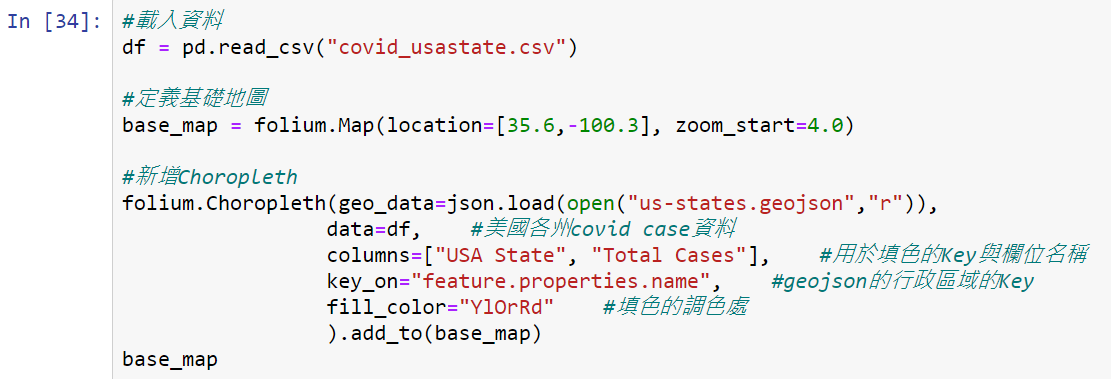 In [34]:
#載入資料
df = pd.read_csv("covid_usastate.csv")
#定義基礎地圖
base_map = folium.Map(location=[35.6,-100.3], zoom_start=4.0)
#新增Choropleth
folium.Choropleth(geo_data=json.load(open("us-states.geojson","r")),
data=df, #美國各州covid case資料
columns=["USA State", "Total Cases"], #用於填色的Key與欄位名稱
key_on="feature.properties.name", #geojson的行政區域的Key
fill_color="YlOrRd" #填色的調色處
).add_to(base_map)
base_map